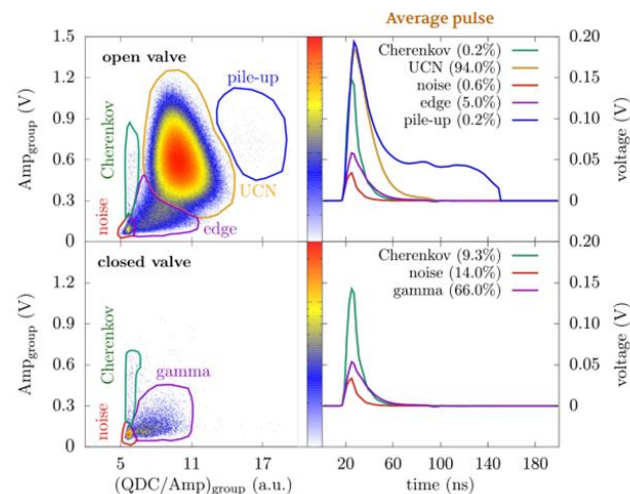 Average pulse
1.5
1.2
0.9
0.6
0.3
0
Amp_group (V)
open valve
Cherenkov
noise
pile-up
UCN
edge
Cherenkov (0.2%)
UCN (94.0%)
noise (0.6%)
edge (5.0%)
pile-up (0.2%)
0.20
0.15
0.10
0.05
0
voltage (V)
1.2
0.9
0.6
0.3
0
Amp_group (V)
closed valve
Cherenkov
noise
gamma
Cherenkov (9.3%)
noise (14.0%)
gamma (66.0%)
0.20
0.15
0.10
0.05
0
voltage (V)
5 11 17
(QDC/Amp)_group (a.u.)
20 60 100 140 180
time (ns)